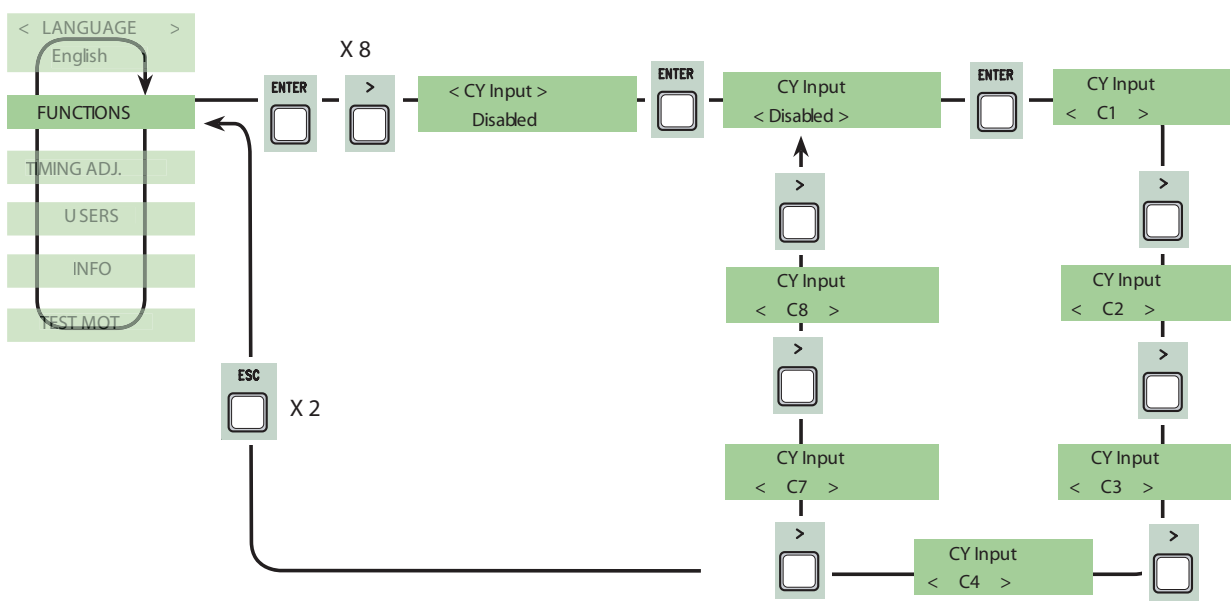 < LANGUAGE >
English
FUNCTIONS
TIMING ADJ.
USERS
INFO
TEST MOT
ENTER
X 8
>
< CY Input >
Disabled
ENTER
CY Input
< Disabled >
ENTER
CY Input
< C1 >
>
CY Input
< C2 >
>
CY Input
< C3 >
>
CY Input
< C4 >
>
CY Input
< C7 >
>
CY Input
< C8 >
>
ESC
X 2